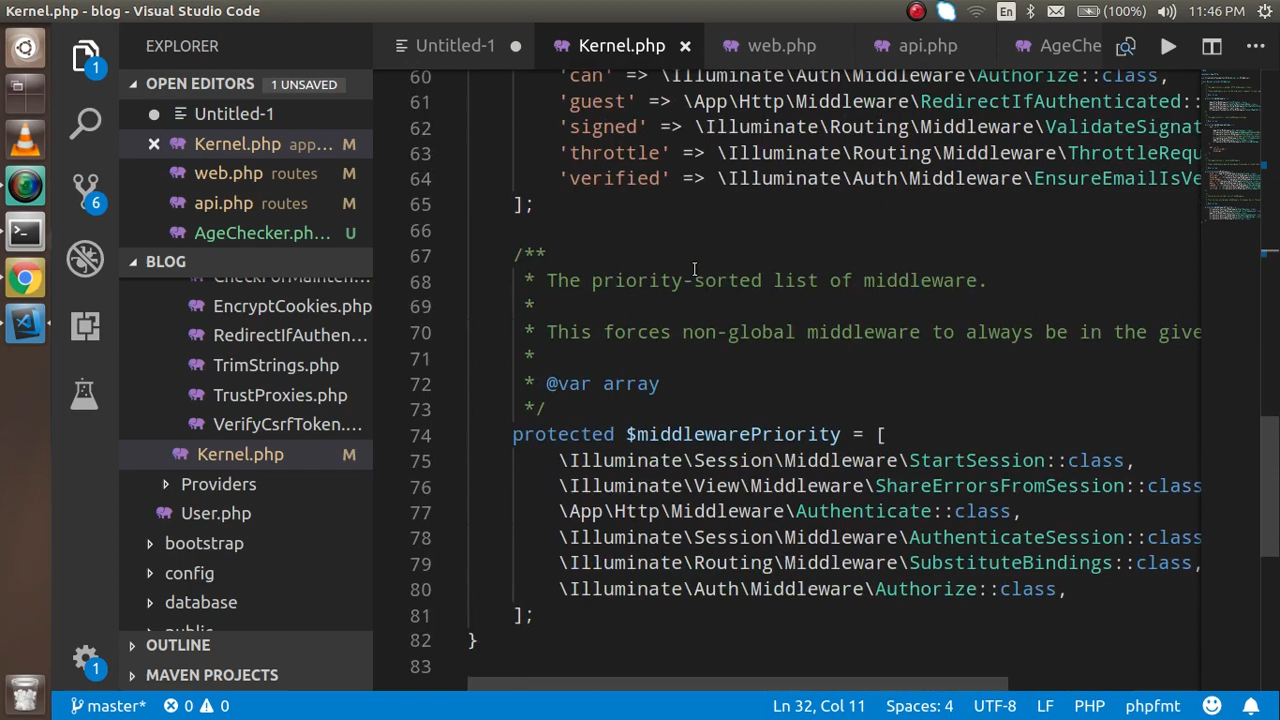 Kernel.php - blog - Visual Studio Code
En
(100%)
11:46 PM
EXPLORER
Untitled-1
Kernel.php
web.php
api.php
AgeChe
1
OPEN EDITORS
1 UNSAVED
Untitled-1
Kernel.php app... M
web.php routes M
api.php routes M
AgeChecker.ph... U
6
BLOG
EncryptCookies.php
RedirectIfAuthen...
TrimStrings.php
TrustProxies.php
VerifyCsrfToken....
Kernel.php M
Providers
User.php
bootstrap
config
database
public
OUTLINE
MAVEN PROJECTS
1
60 'can' => \Illuminate\Auth\Middleware\Authorize::class,
61 'guest' => \App\Http\Middleware\RedirectIfAuthenticated::
62 'signed' => \Illuminate\Routing\Middleware\ValidateSignat
63 'throttle' => \Illuminate\Routing\Middleware\ThrottleRequ
64 'verified' => \Illuminate\Auth\Middleware\EnsureEmailIsVe
65 ];
66
67 /**
68 * The priority-sorted list of middleware.
69 *
70 * This forces non-global middleware to always be in the give
71 *
72 * @var array
73 */
74 protected $middlewarePriority = [
75 \Illuminate\Session\Middleware\StartSession::class,
76 \Illuminate\View\Middleware\ShareErrorsFromSession::class
77 \App\Http\Middleware\Authenticate::class,
78 \Illuminate\Session\Middleware\AuthenticateSession::class
79 \Illuminate\Routing\Middleware\SubstituteBindings::class,
80 \Illuminate\Auth\Middleware\Authorize::class,
81 ];
82 }
83
master* 0 0
Ln 32, Col 11 Spaces: 4 UTF-8 LF PHP phpfmt